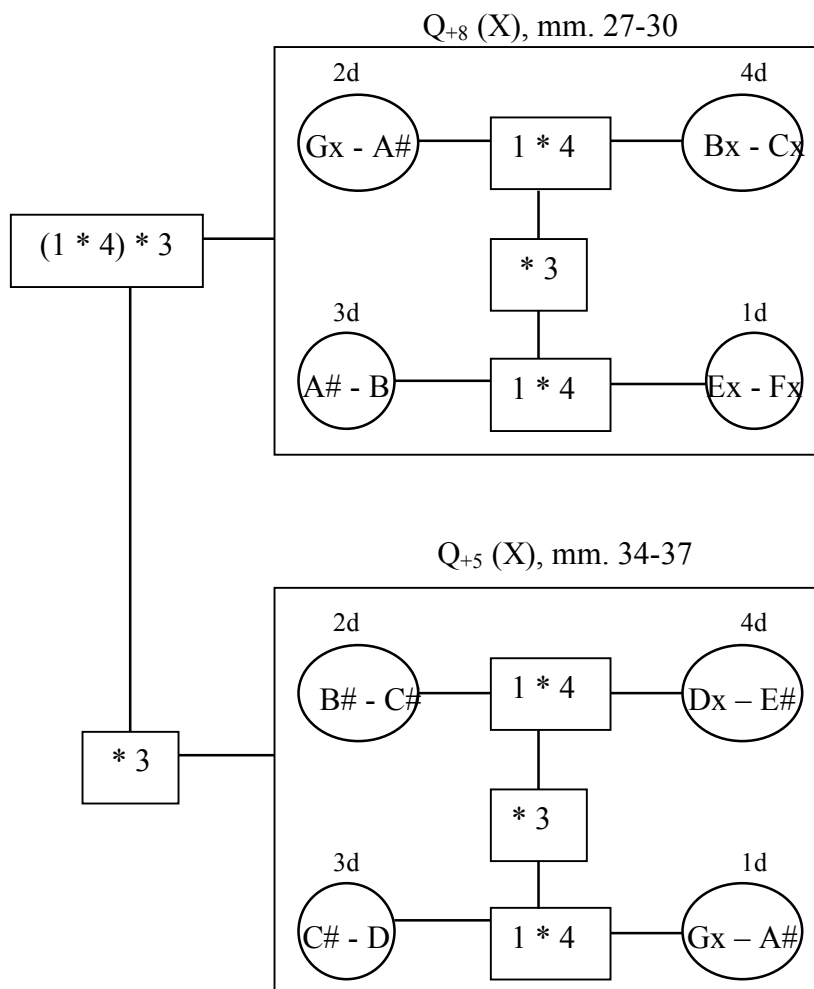 Q+8 (X), mm. 27-30
2d
4d
Gx - A#
1 * 4
Bx - Cx
(1 * 4) * 3
* 3
3d
1d
A# - B
1 * 4
Ex - Fx
Q+5 (X), mm. 34-37
2d
4d
B# - C#
1 * 4
Dx – E#
* 3
* 3
3d
1d
C# - D
1 * 4
Gx – A#